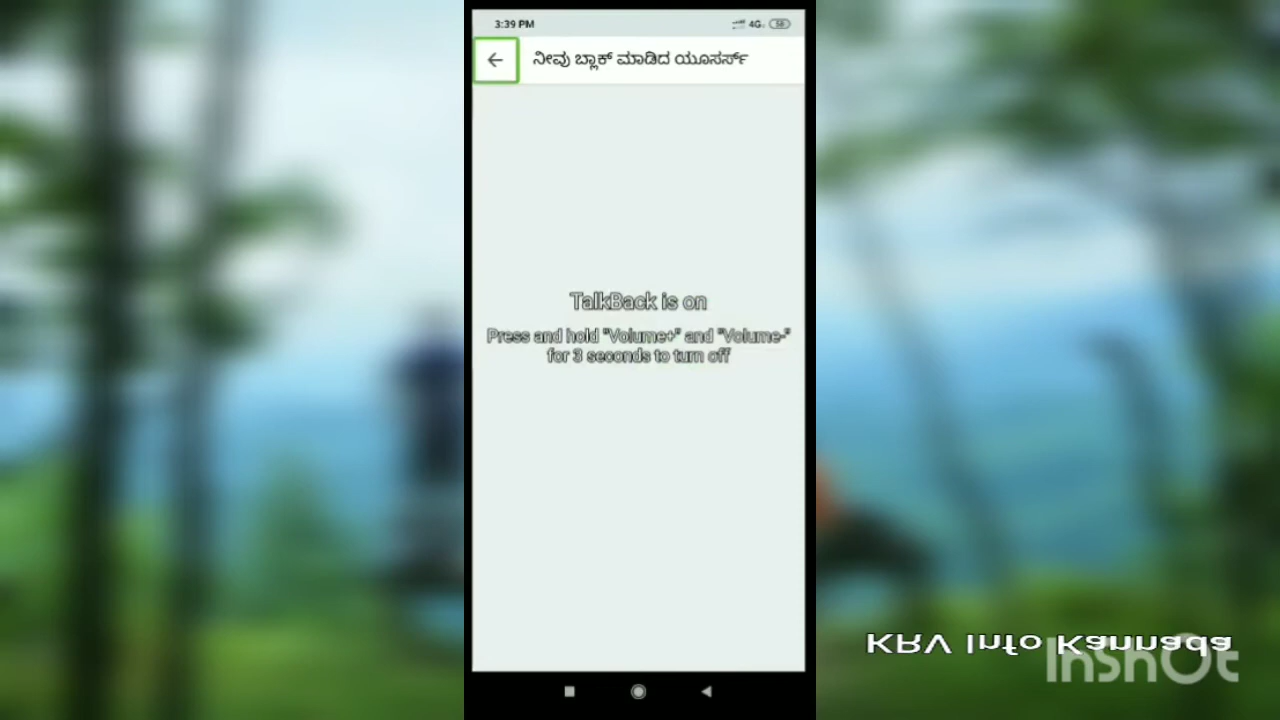 3:39 PM
4G
58
ನೀವು ಬ್ಲಾಕ್ ಮಾಡಿದ ಯೂಸರ್ಸ್
TalkBack is on
Press and hold "Volume+" and "Volume-"
for 3 seconds to turn off
KRV Info Kannada
InShOt